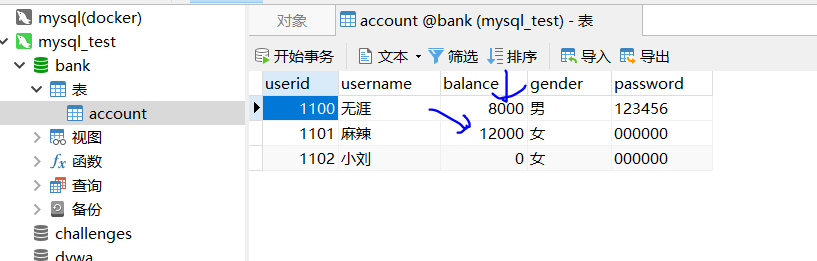 mysql(docker)
mysql_test
bank
表
account
视图
函数
查询
备份
challenges
dvwa
对象
account @bank (mysql_test) - 表
开始事务 文本 筛选 排序 导入 导出
userid username balance gender password
1100 无涯 8000 男 123456
1101 麻辣 12000 女 000000
1102 小刘 0 女 000000